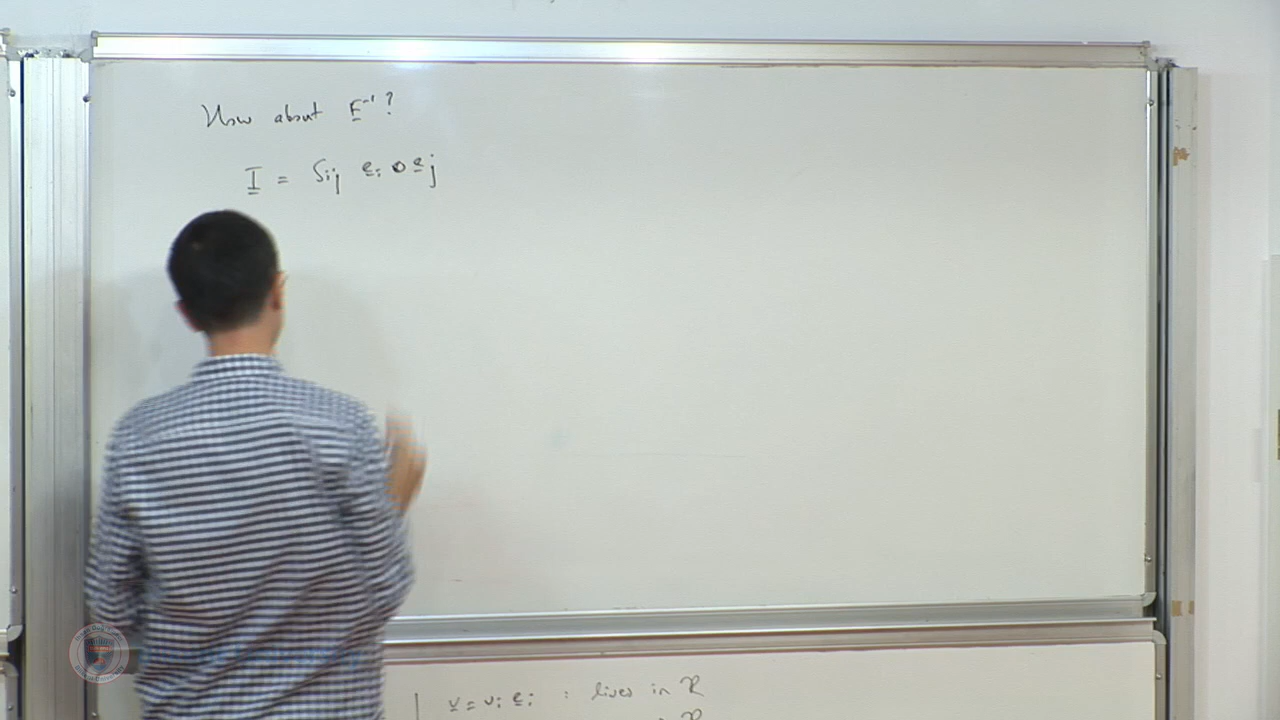 How about F⁻¹?
I = δij ei ⊗ ej
v = vi ei : lives in R